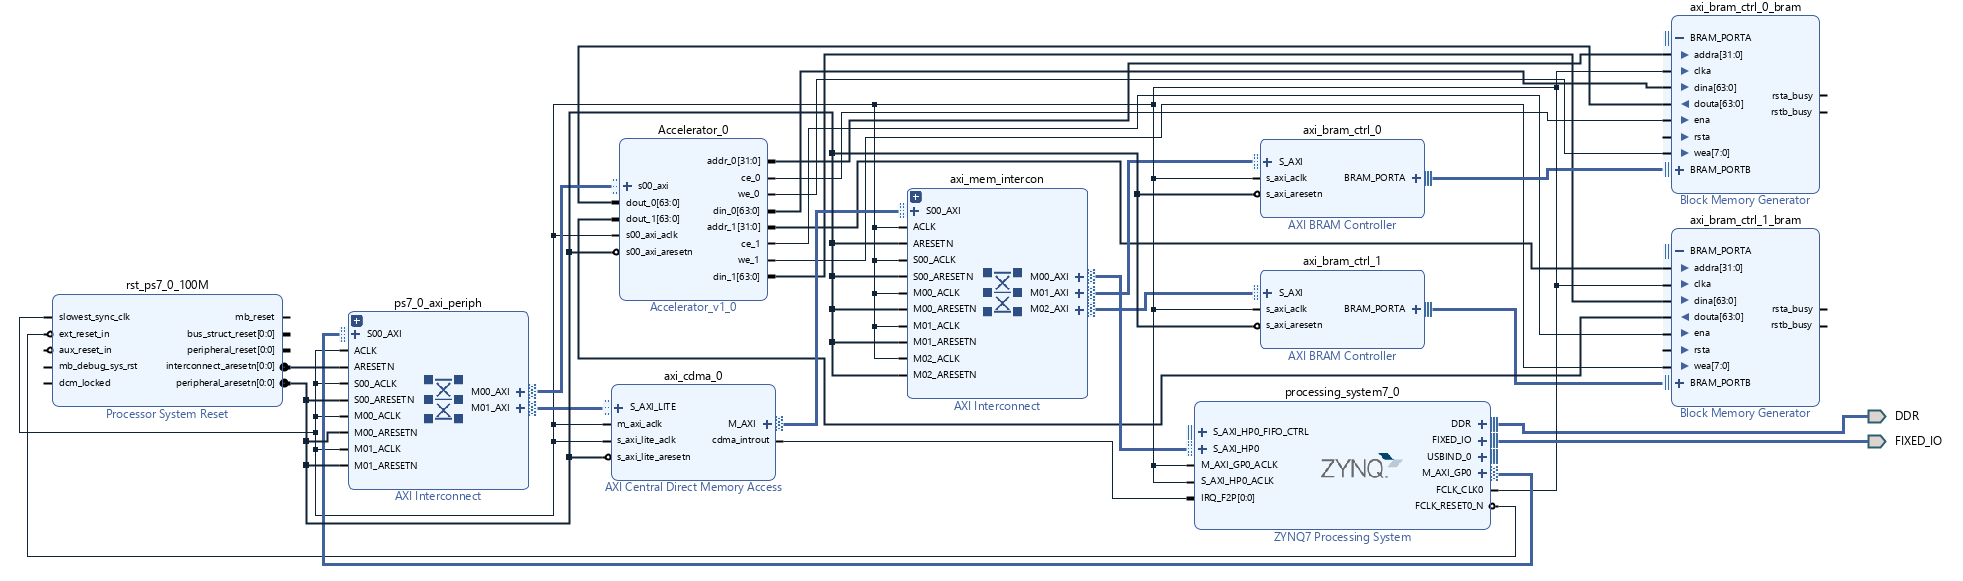 rst_ps7_0_100M
slowest_sync_clk
ext_reset_in
aux_reset_in
mb_debug_sys_rst
dcm_locked
mb_reset
bus_struct_reset[0:0]
peripheral_reset[0:0]
interconnect_aresetn[0:0]
peripheral_aresetn[0:0]
Processor System Reset
ps7_0_axi_periph
S00_AXI
ACLK
ARESETN
S00_ACLK
S00_ARESETN
M00_ACLK
M00_ARESETN
M01_ACLK
M01_ARESETN
M00_AXI
M01_AXI
AXI Interconnect
Accelerator_0
s00_axi
dout_0[63:0]
dout_1[63:0]
s00_axi_aclk
s00_axi_aresetn
addr_0[31:0]
ce_0
we_0
din_0[63:0]
addr_1[31:0]
ce_1
we_1
din_1[63:0]
Accelerator_v1_0
axi_cdma_0
S_AXI_LITE
m_axi_aclk
s_axi_lite_aclk
s_axi_lite_aresetn
M_AXI
cdma_introut
AXI Central Direct Memory Access
axi_mem_intercon
S00_AXI
ACLK
ARESETN
S00_ACLK
S00_ARESETN
M00_ACLK
M00_ARESETN
M01_ACLK
M01_ARESETN
M02_ACLK
M02_ARESETN
M00_AXI
M01_AXI
M02_AXI
AXI Interconnect
axi_bram_ctrl_0
S_AXI
s_axi_aclk
s_axi_aresetn
BRAM_PORTA
AXI BRAM Controller
axi_bram_ctrl_1
S_AXI
s_axi_aclk
s_axi_aresetn
BRAM_PORTA
AXI BRAM Controller
processing_system7_0
S_AXI_HP0_FIFO_CTRL
S_AXI_HP0
M_AXI_GP0_ACLK
S_AXI_HP0_ACLK
IRQ_F2P[0:0]
ZYNQ
DDR
FIXED_IO
USBIND_0
M_AXI_GP0
FCLK_CLK0
FCLK_RESET0_N
ZYNQ7 Processing System
axi_bram_ctrl_0_bram
BRAM_PORTA
addra[31:0]
clka
dina[63:0]
douta[63:0]
ena
rsta
wea[7:0]
BRAM_PORTB
rsta_busy
rstb_busy
Block Memory Generator
axi_bram_ctrl_1_bram
BRAM_PORTA
addra[31:0]
clka
dina[63:0]
douta[63:0]
ena
rsta
wea[7:0]
BRAM_PORTB
rsta_busy
rstb_busy
Block Memory Generator
DDR
FIXED_IO